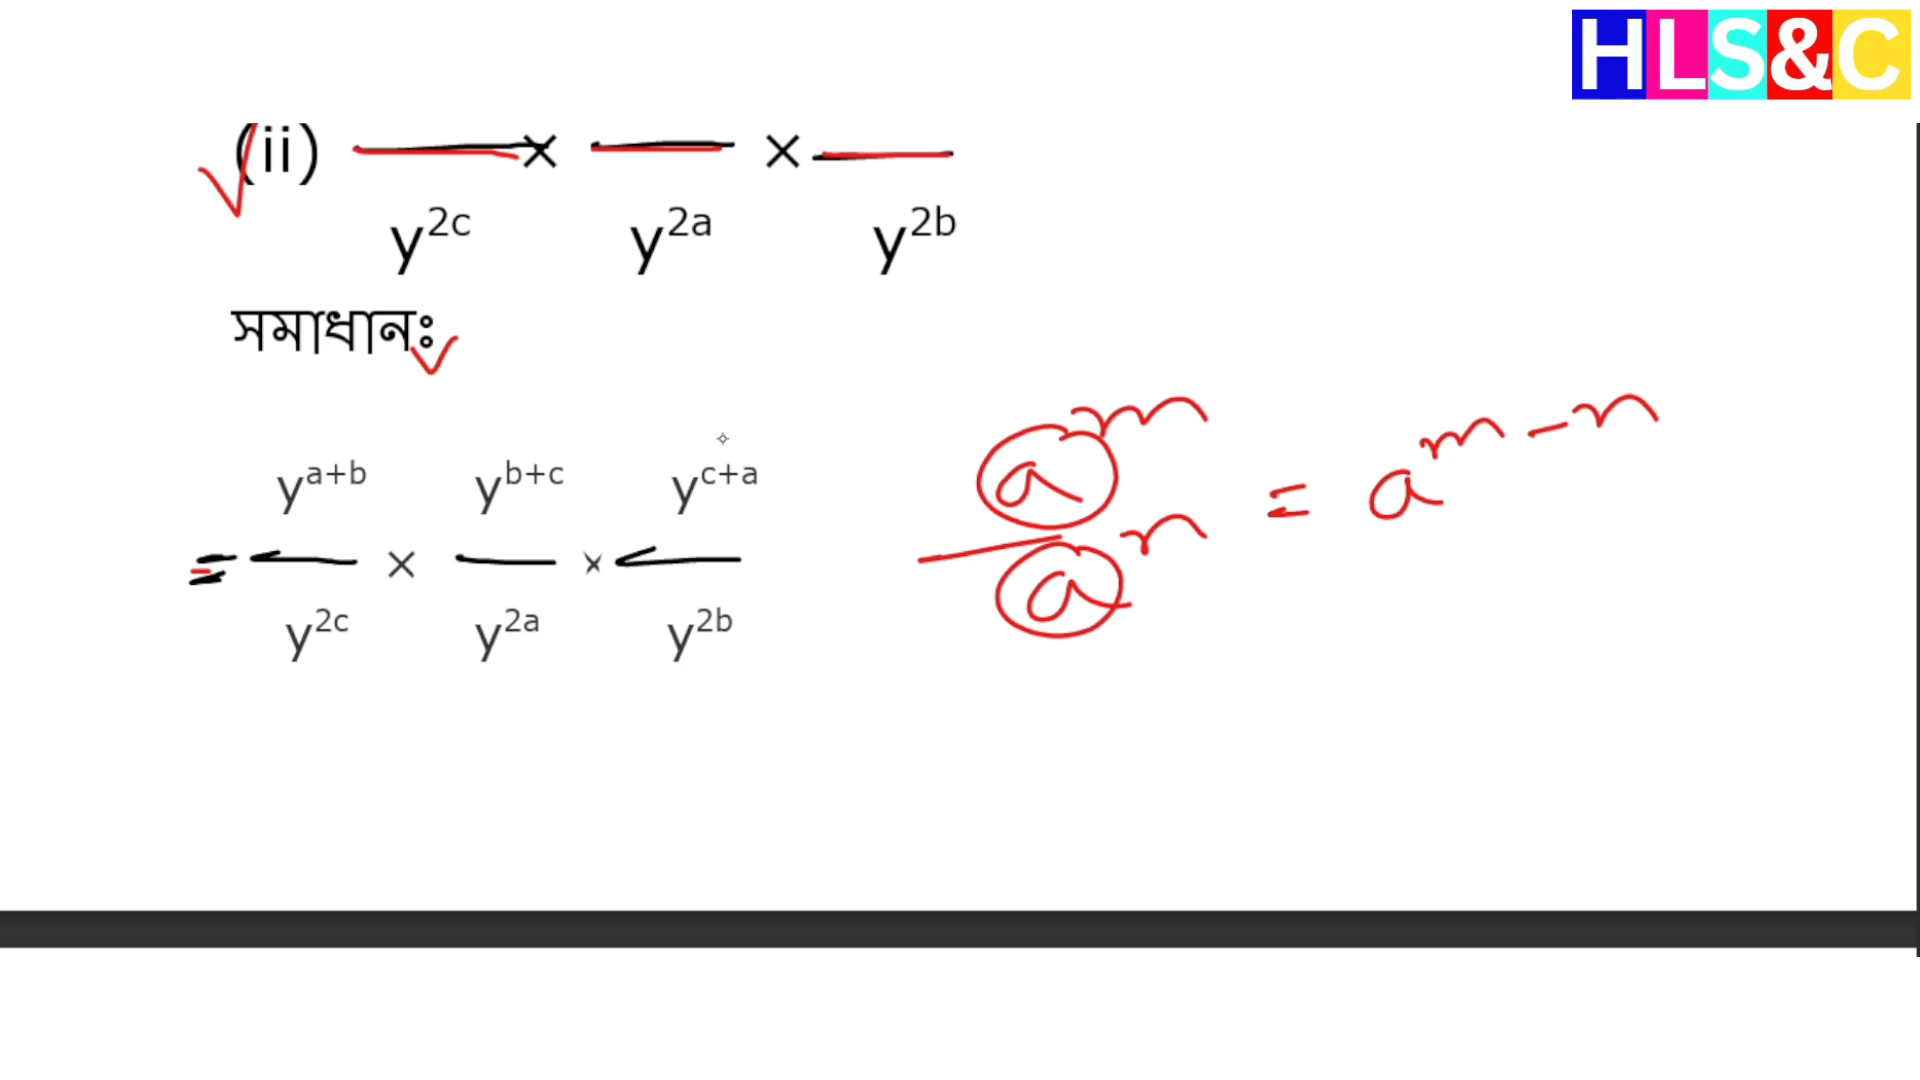 HLS&C
(ii) × ×
y^2c y^2a y^2b
সমাধানঃ
y^a+b y^b+c y^c+a
= × ×
y^2c y^2a y^2b
a^m / a^n = a^m-n